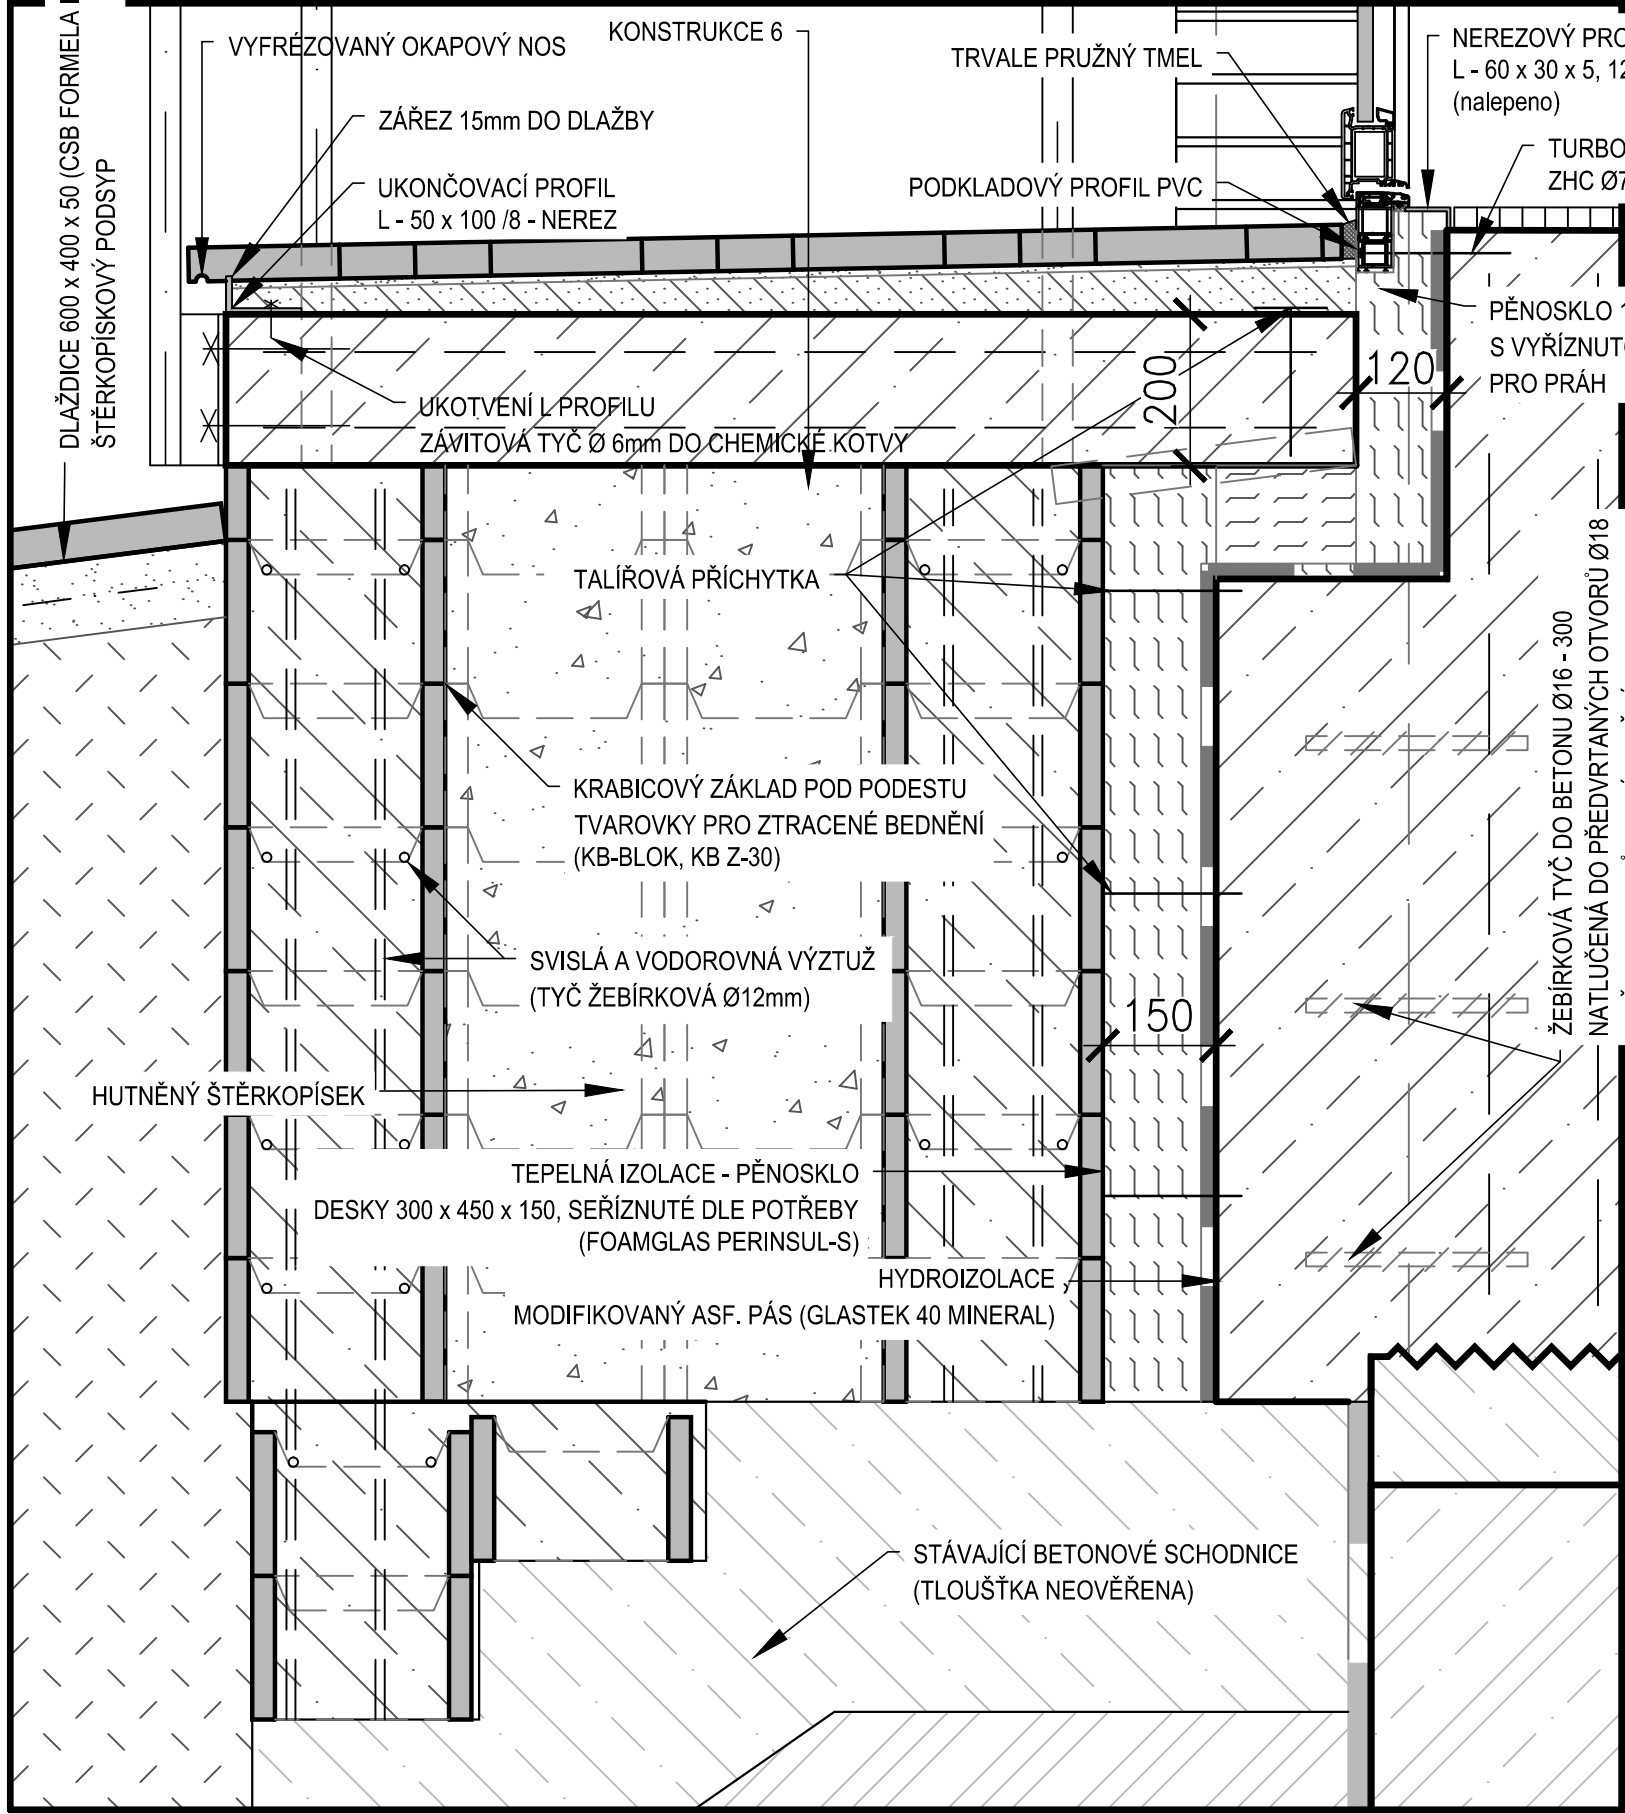 VYFRÉZOVANÝ OKAPOVÝ NOS
KONSTRUKCE 6
TRVALE PRUŽNÝ TMEL
L - 60 x 30 x 5,
(nalepeno)
ZÁŘEZ 15mm DO DLAŽBY
UKONČOVACÍ PROFIL
L - 50 x 100 /8 - NEREZ
PODKLADOVÝ PROFIL PVC
NEREZOVÝ
ZHC
DLAŽDICE 600 x 400 x 50 (CSB FORMELA
ŠTĚRKOPÍSKOVÝ PODSYP
PĚNOSKLO
S
PRO PRÁH
120
200
UKOTVENÍ L PROFILU
ZÁVITOVÁ TYČ Ø 6mm DO CHEMICKÉ KOTVY
TALÍŘOVÁ PŘÍCHYTKA
ŽEBÍRKOVÁ TYČ DO BETONU Ø16 - 300
NATLUČENÁ DO PŘEDVRTANÝCH OTVORŮ Ø18
KRABICOVÝ ZÁKLAD POD PODESTU
TVAROVKY PRO ZTRACENÉ BEDNĚNÍ
(KB-BLOK, KB Z-30)
SVISLÁ A VODOROVNÁ VÝZTUŽ
(TYČ ŽEBÍRKOVÁ Ø12mm)
150
HUTNĚNÝ ŠTĚRKOPÍSEK
TEPELNÁ IZOLACE - PĚNOSKLO
DESKY 300 x 450 x 150, SEŘÍZNUTÉ DLE POTŘEBY
(FOAMGLAS PERINSUL-S)
HYDROIZOLACE
MODIFIKOVANÝ ASF. PÁS (GLASTEK 40 MINERAL)
STÁVAJÍCÍ BETONOVÉ SCHODNICE
(TLOUŠŤKA NEOVĚŘENA)